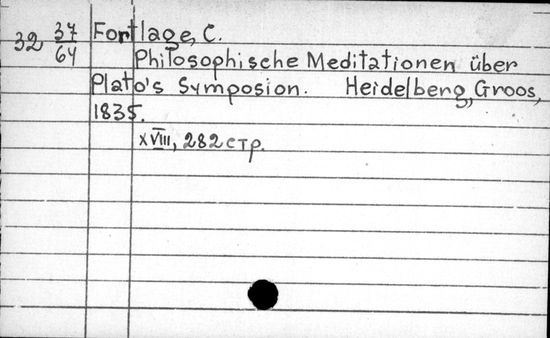 32 37/64 Fortlage, C.
Philosophische Meditationen über
Plato's Symposion. Heidelberg, Groos,
1835.
XVIII, 282 стр.